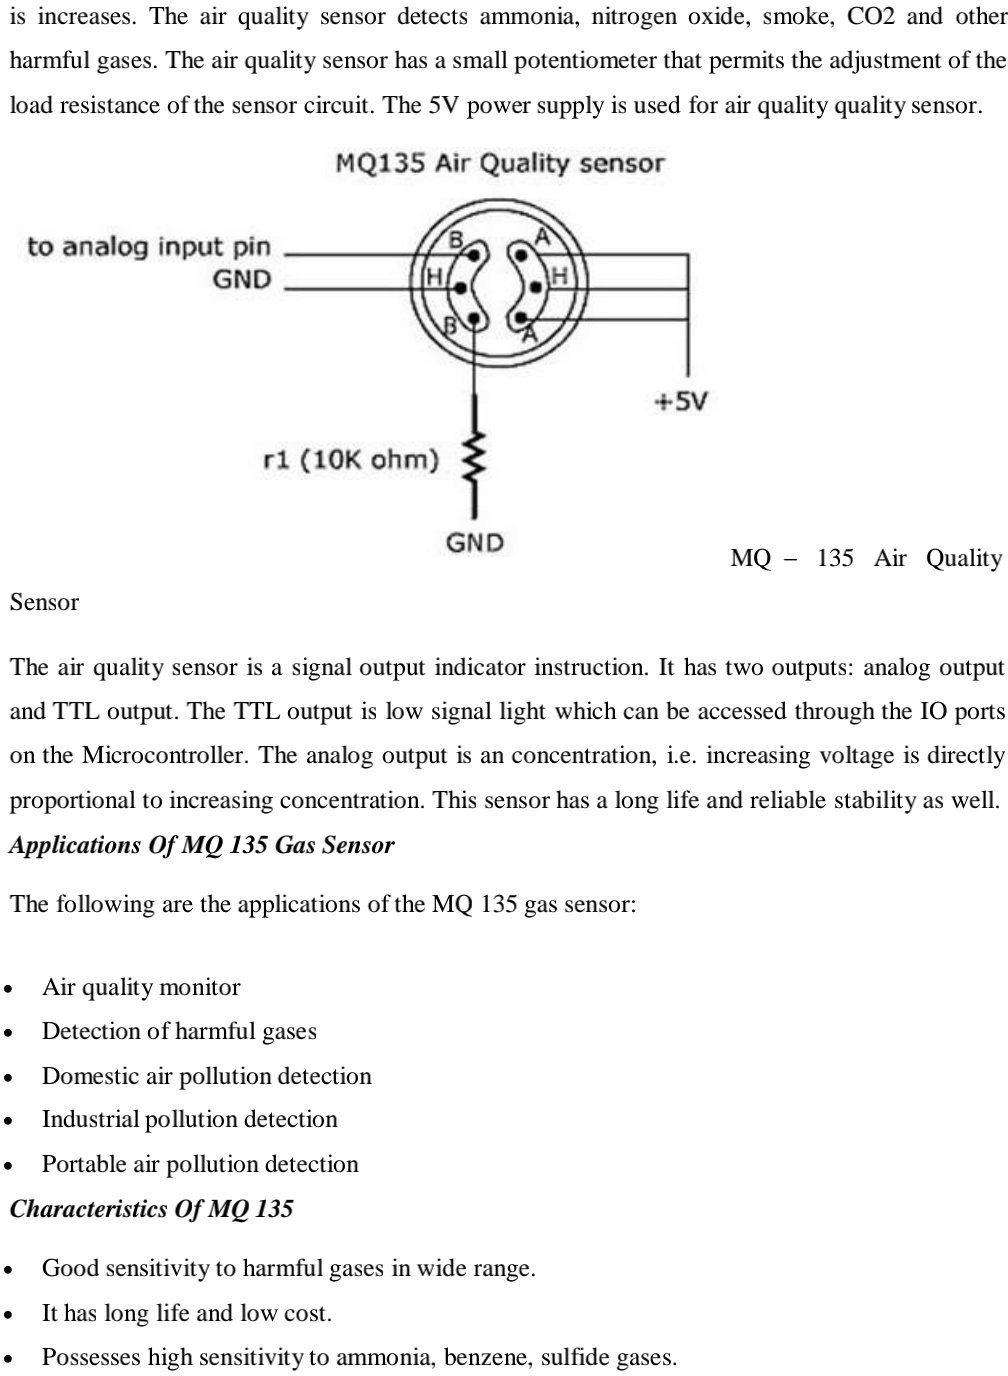 is increases. The air quality sensor detects ammonia, nitrogen oxide, smoke, CO2 and other
harmful gases. The air quality sensor has a small potentiometer that permits the adjustment of the
load resistance of the sensor circuit. The 5V power supply is used for air quality quality sensor.
MQ135 Air Quality sensor
to analog input pin
GND
B
H
B
A
H
A
+5V
r1 (10K ohm)
GND
MQ – 135 Air Quality
Sensor
The air quality sensor is a signal output indicator instruction. It has two outputs: analog output
and TTL output. The TTL output is low signal light which can be accessed through the IO ports
on the Microcontroller. The analog output is an concentration, i.e. increasing voltage is directly
proportional to increasing concentration. This sensor has a long life and reliable stability as well.
Applications Of MQ 135 Gas Sensor
The following are the applications of the MQ 135 gas sensor:
• Air quality monitor
• Detection of harmful gases
• Domestic air pollution detection
• Industrial pollution detection
• Portable air pollution detection
Characteristics Of MQ 135
• Good sensitivity to harmful gases in wide range.
• It has long life and low cost.
• Possesses high sensitivity to ammonia, benzene, sulfide gases.